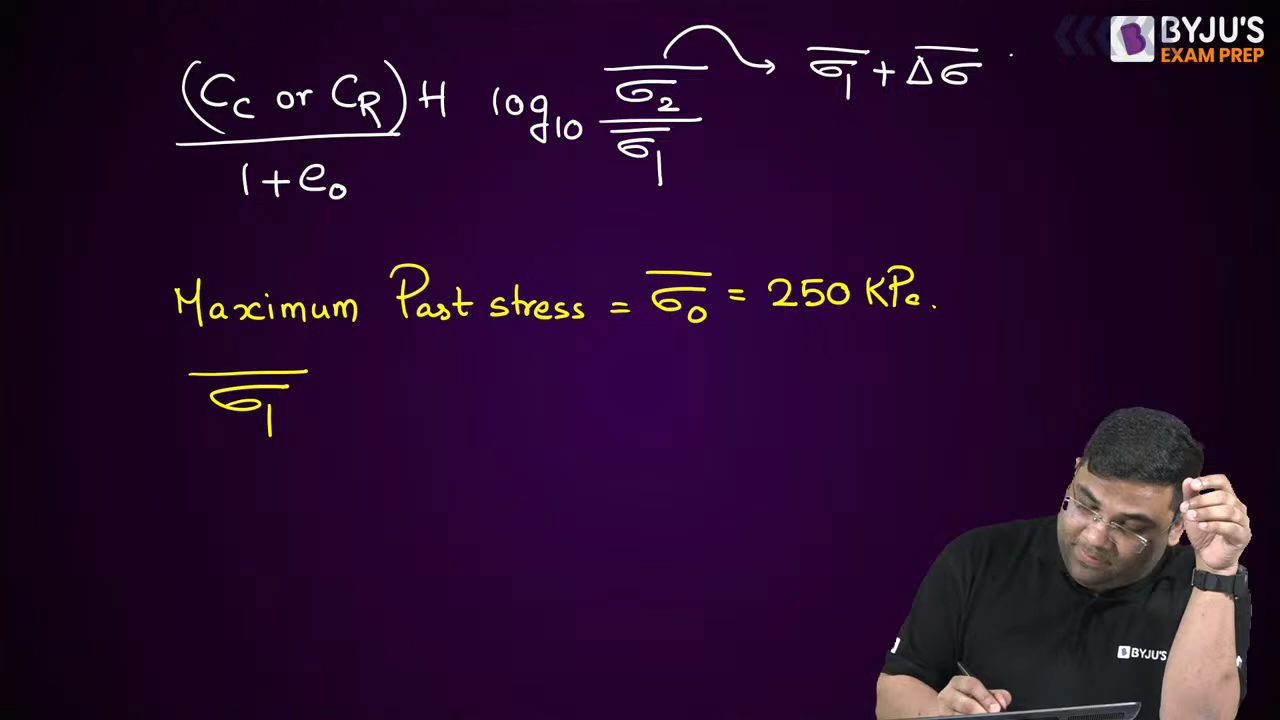 BYJU'S
EXAM PREP
(Cc or CR) H log10 σ̅2 → σ̅1 + Δσ̅
1 + e0 σ̅1
Maximum Past stress = σ̅0 = 250 KPa.
σ̅1
BYJU'S